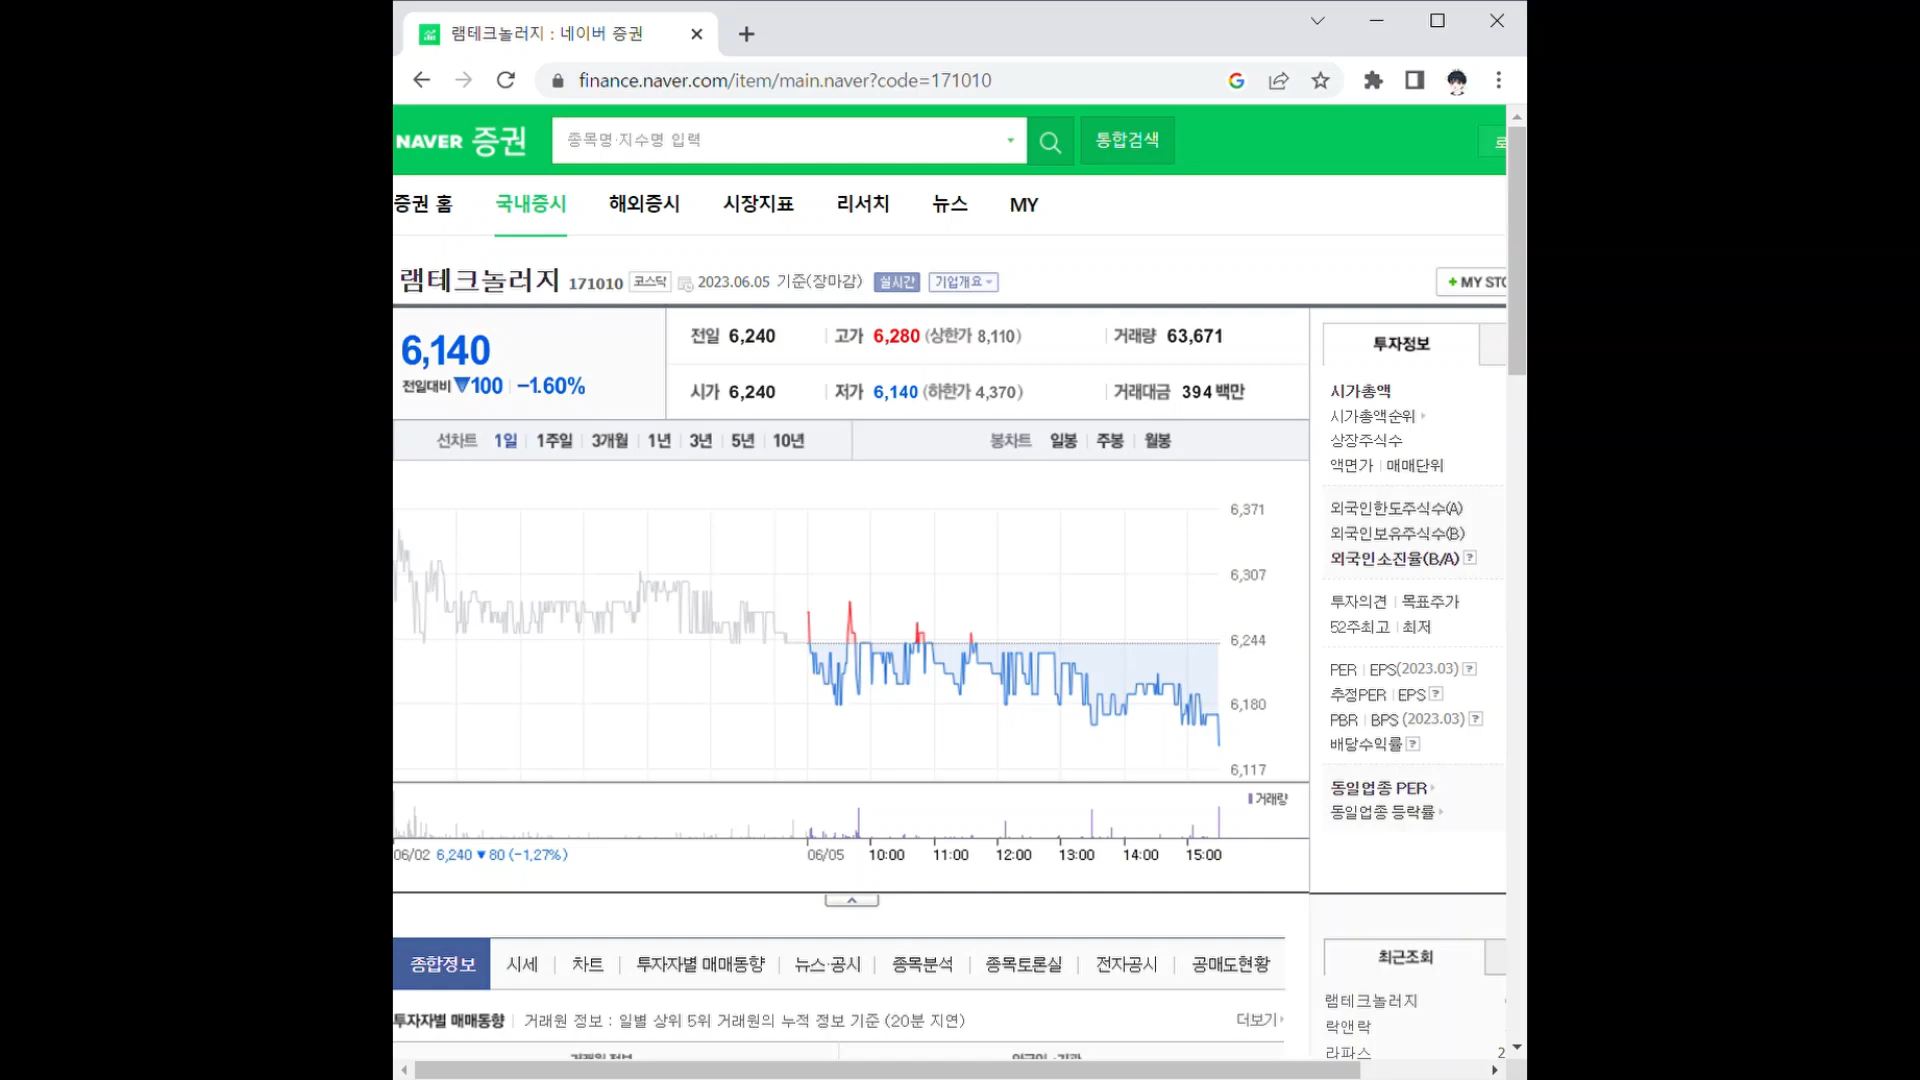 램테크놀러지 : 네이버 증권
finance.naver.com/item/main.naver?code=171010
NAVER 증권 종목명·지수명 입력 통합검색
증권 홈 국내증시 해외증시 시장지표 리서치 뉴스 MY
램테크놀러지 171010 코스닥 2023.06.05 기준(장마감) 실시간 기업개요
+ MY STO
6,140
전일대비 ▼100 -1.60%
전일 6,240 고가 6,280 (상한가 8,110) 거래량 63,671
시가 6,240 저가 6,140 (하한가 4,370) 거래대금 394 백만
선차트 1일 1주일 3개월 1년 3년 5년 10년 봉차트 일봉 주봉 월봉
6,371
6,307
6,244
6,180
6,117
거래량
06/02 6,240 ▼ 80 (-1,27%) 06/05 10:00 11:00 12:00 13:00 14:00 15:00
투자정보
시가총액
시가총액순위
상장주식수
액면가 | 매매단위
외국인한도주식수(A)
외국인보유주식수(B)
외국인소진율(B/A) ?
투자의견 | 목표주가
52주최고 | 최저
PER | EPS(2023.03) ?
추정PER | EPS ?
PBR | BPS (2023.03) ?
배당수익률 ?
동일업종 PER
동일업종 등락률
종합정보 시세 차트 투자자별 매매동향 뉴스·공시 종목분석 종목토론실 전자공시 공매도현황
투자자별 매매동향 거래원 정보 : 일별 상위 5위 거래원의 누적 정보 기준 (20분 지연) 더보기
최근조회
램테크놀러지
락앤락
라파스 2